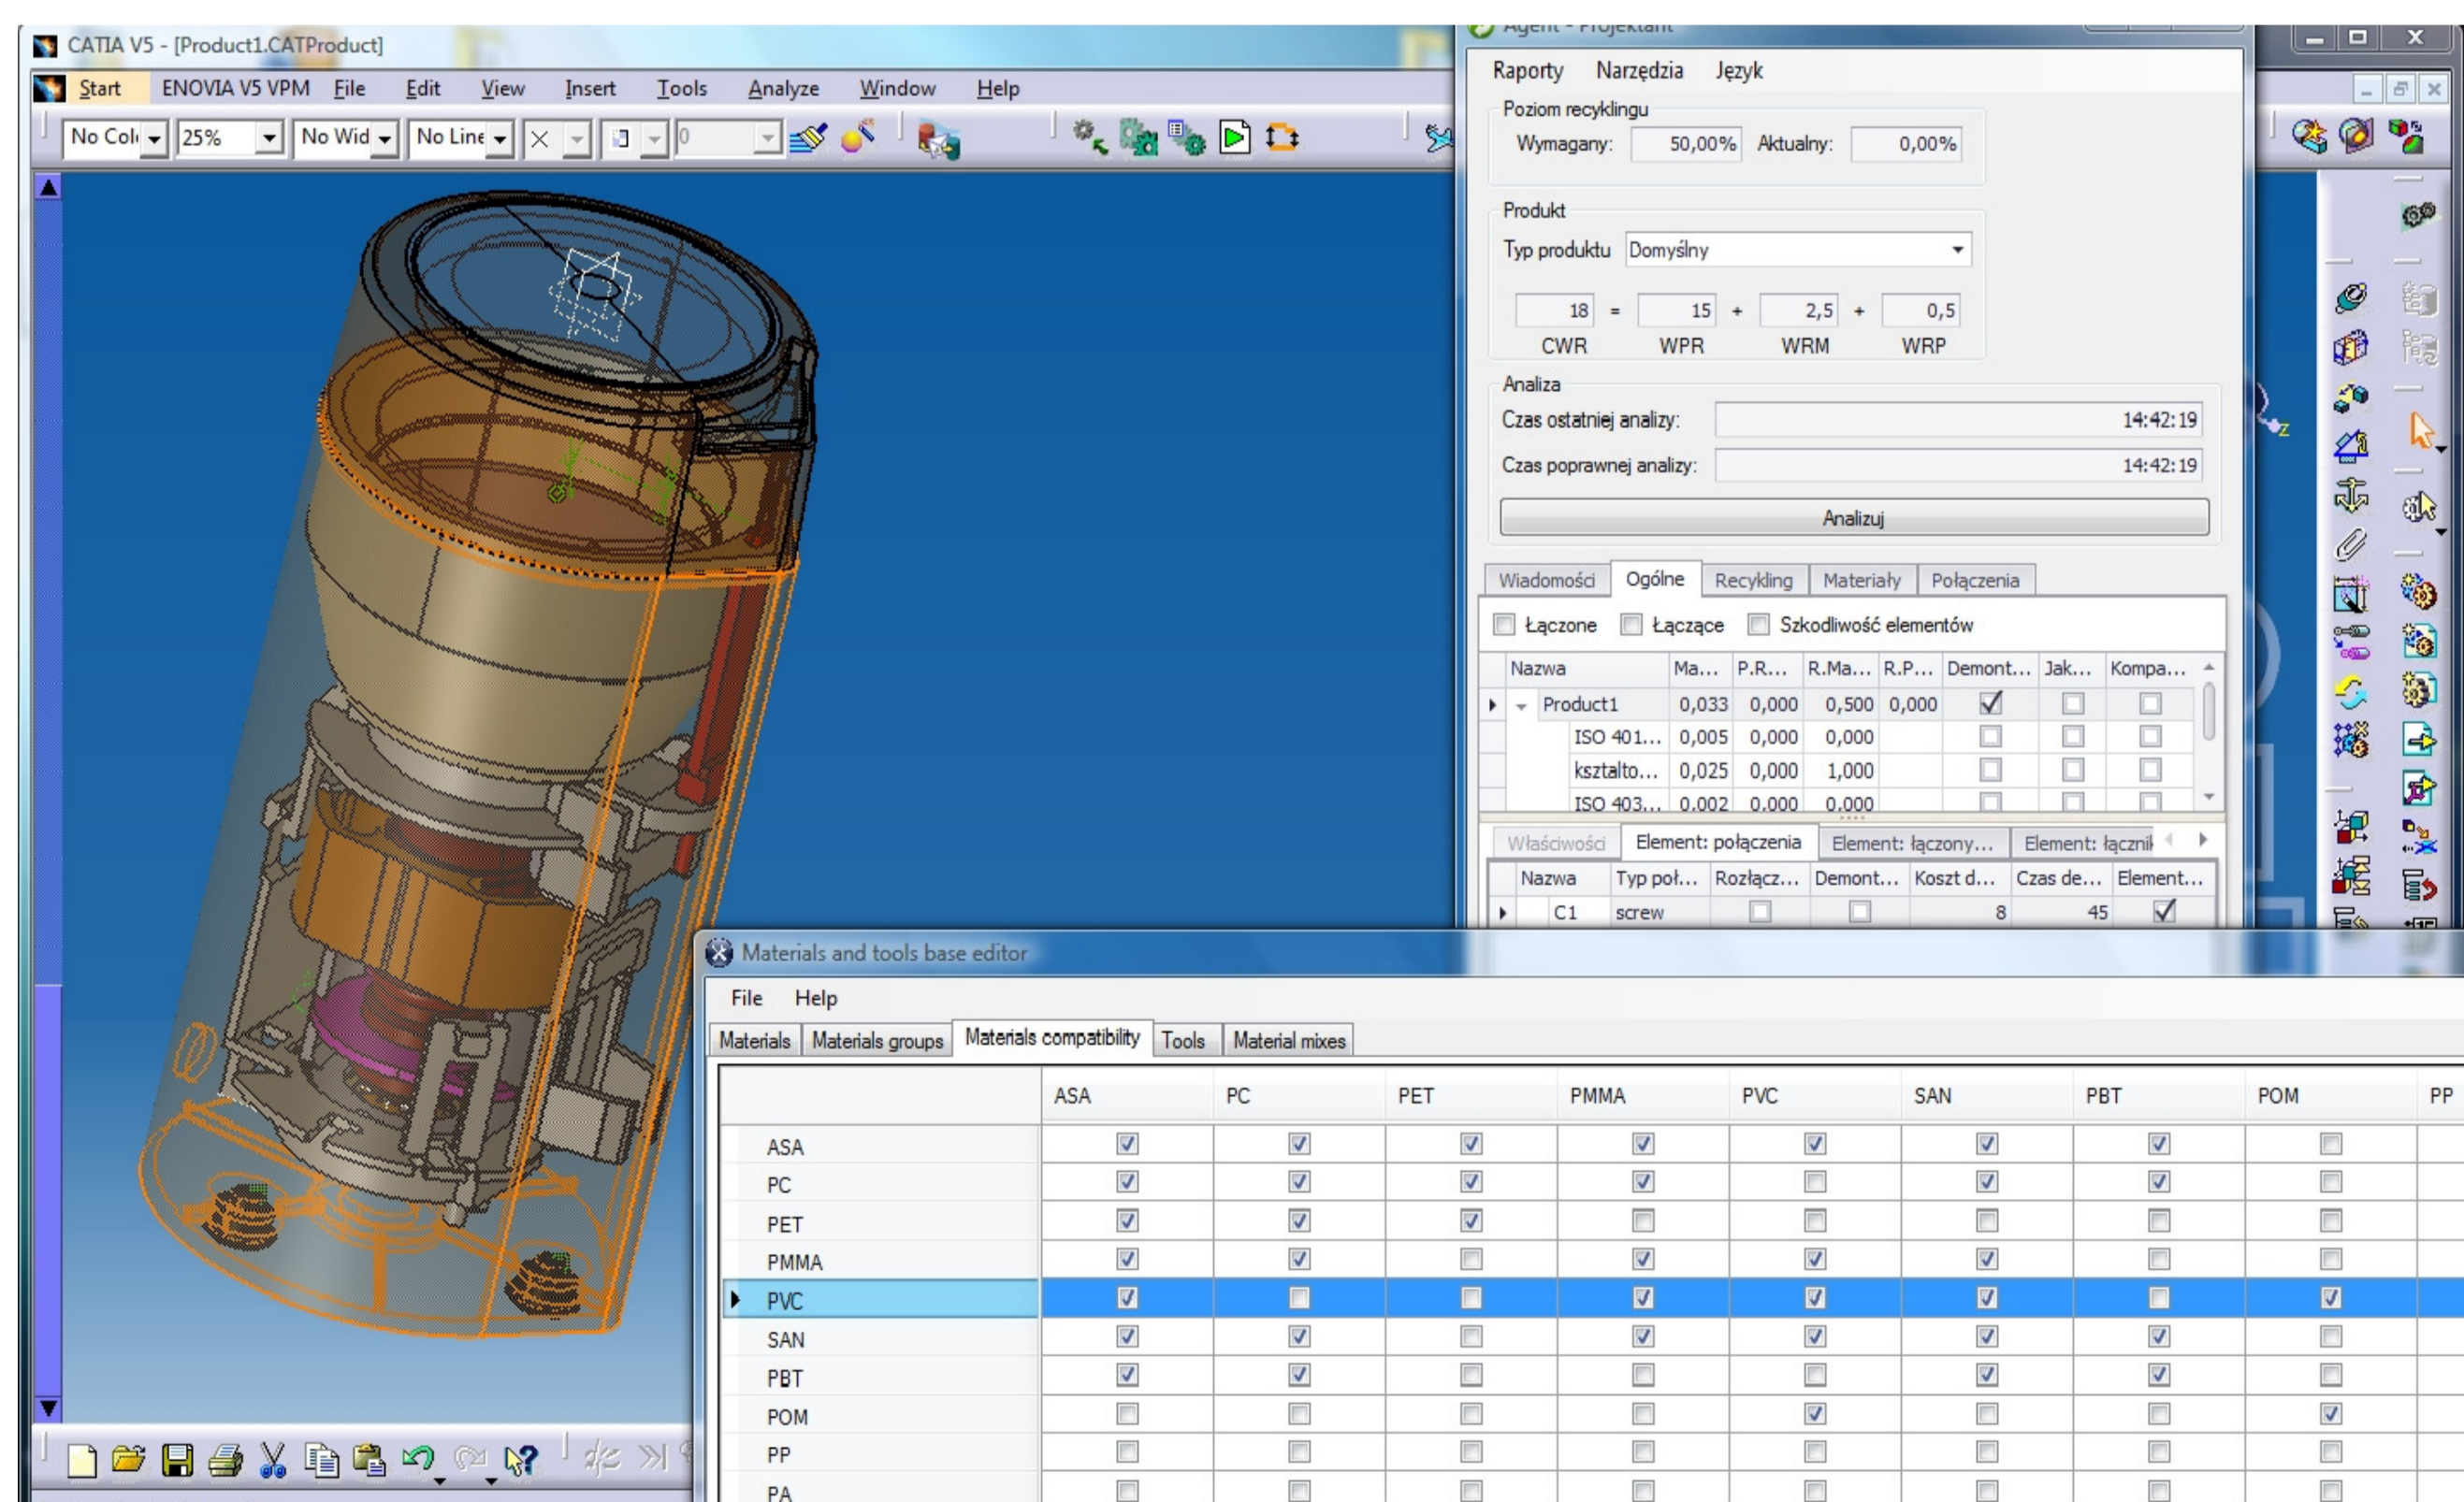 CATIA V5 - [Product1.CATProduct]
Start ENOVIA V5 VPM File Edit View Insert Tools Analyze Window Help
25% No Wid 0
Agent - Projektant
Raporty Narzędzia Język
Poziom recyklingu
Wymagany: 50,00% Aktualny: 0,00%
Produkt
Typ produktu Domyślny
18 = 15 + 2,5 + 0,5
CWR WPR WRM WRP
Analiza
Czas ostatniej analizy: 14:42:19
Czas poprawnej analizy: 14:42:19
Analizuj
Wiadomości Ogólne Recykling Materiały Połączenia
Łączone Łączące Szkodliwość elementów
Nazwa Ma... P.R... R.Ma... R.P... Demont... Jak... Kompa...
Product1 0,033 0,000 0,500 0,000
ISO 401... 0,005 0,000 0,000
kształto... 0,025 0,000 1,000
ISO 403... 0,002 0,000 0,000
Właściwości Element: połączenia Element: łączony... Element: łącznik
Nazwa Typ poł... Rozłącz... Demont... Koszt d... Czas de... Element...
C1 screw 8 45
z
Materials and tools base editor
File Help
Materials Materials groups Materials compatibility Tools Material mixes
ASA PC PET PMMA PVC SAN PBT POM PP
ASA
PC
PET
PMMA
PVC
SAN
PBT
POM
PP
PA